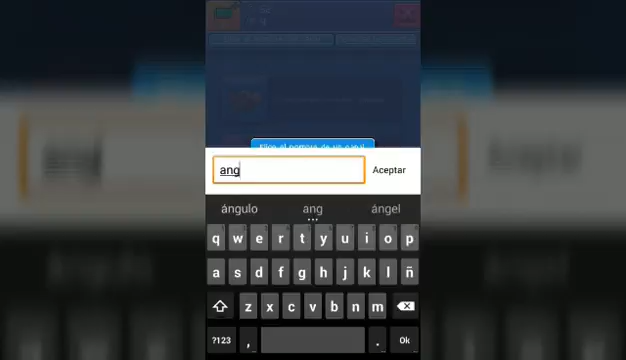 Elige el nombre de un canal
ang
Aceptar
ángulo ang ángel
q w e r t y u i o p
a s d f g h j k l ñ
z x c v b n m
?123 , . Ok